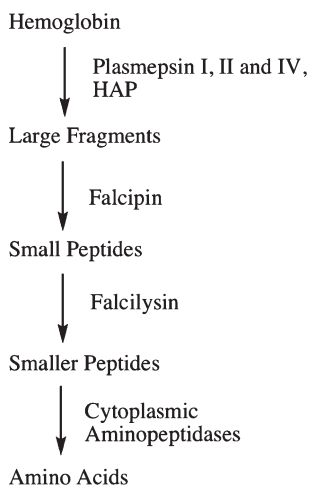 Hemoglobin
Plasmepsin I, II and IV,
HAP
Large Fragments
Falcipin
Small Peptides
Falcilysin
Smaller Peptides
Cytoplasmic
Aminopeptidases
Amino Acids